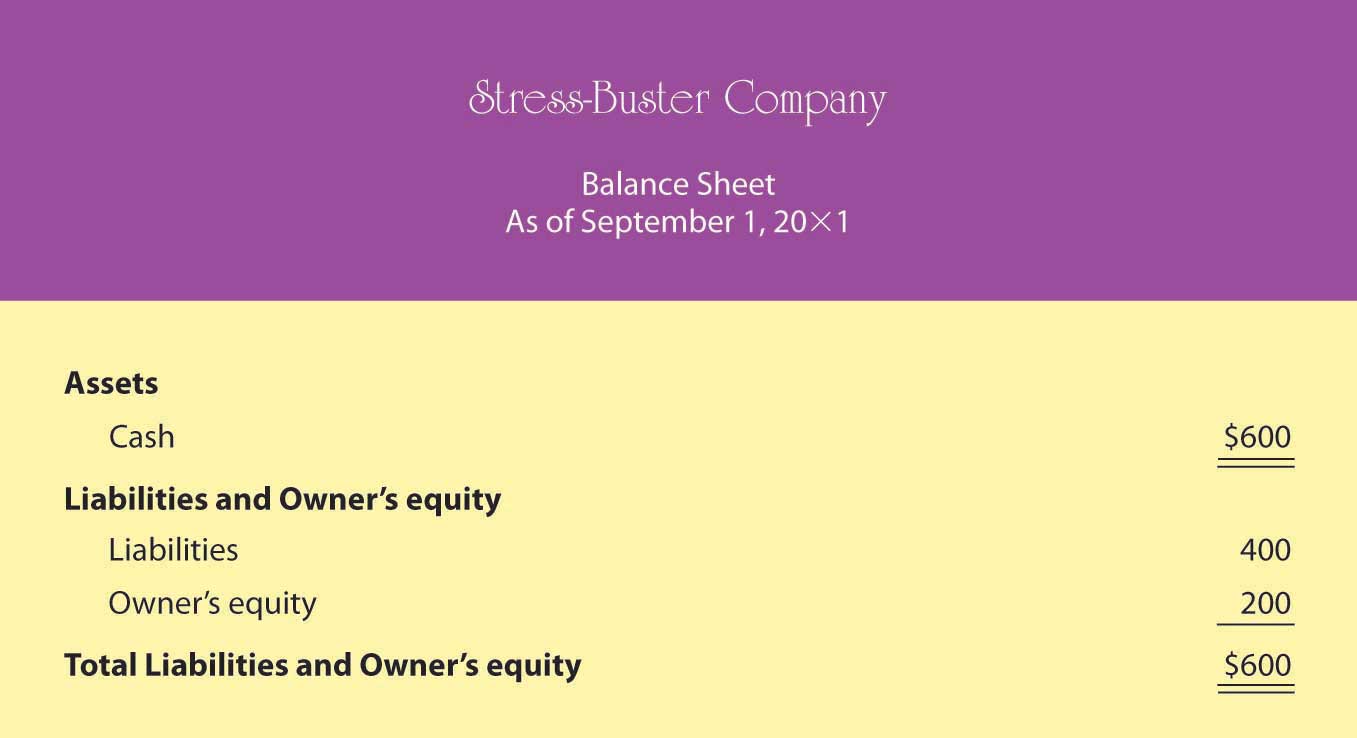 Stress-Buster Company
Balance Sheet
As of September 1, 20×1
Assets
Cash $600
Liabilities and Owner’s equity
Liabilities 400
Owner’s equity 200
Total Liabilities and Owner’s equity $600